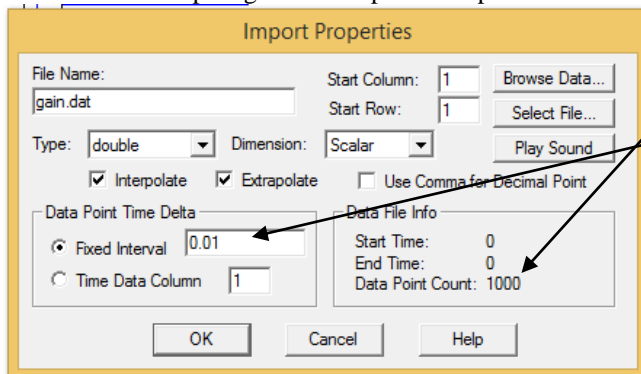 Import Properties
File Name:
gain.dat
Start Column: 1
Browse Data...
Start Row: 1
Select File...
Type: double
Dimension: Scalar
Play Sound
Interpolate
Extrapolate
Use Comma for Decimal Point
Data Point Time Delta
Fixed Interval 0.01
Time Data Column 1
Data File Info
Start Time: 0
End Time: 0
Data Point Count: 1000
OK
Cancel
Help